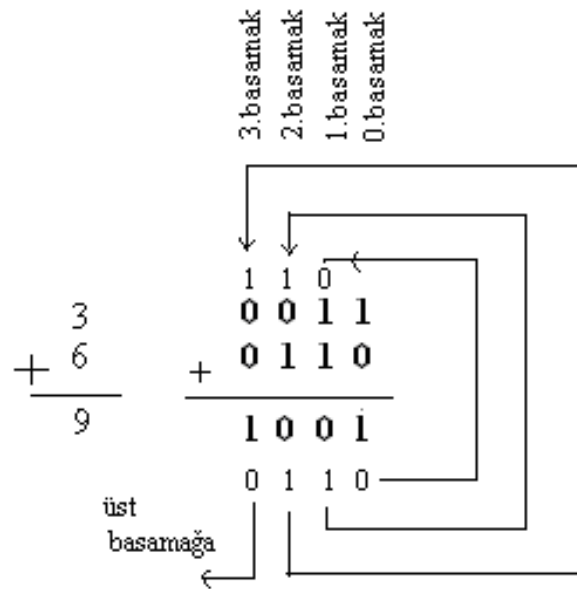 3.basamak 2.basamak 1.basamak 0.basamak
1 1 0
3 0 0 1 1
+ 6 + 0 1 1 0
9 1 0 0 1
0 1 1 0
üst
basamağa